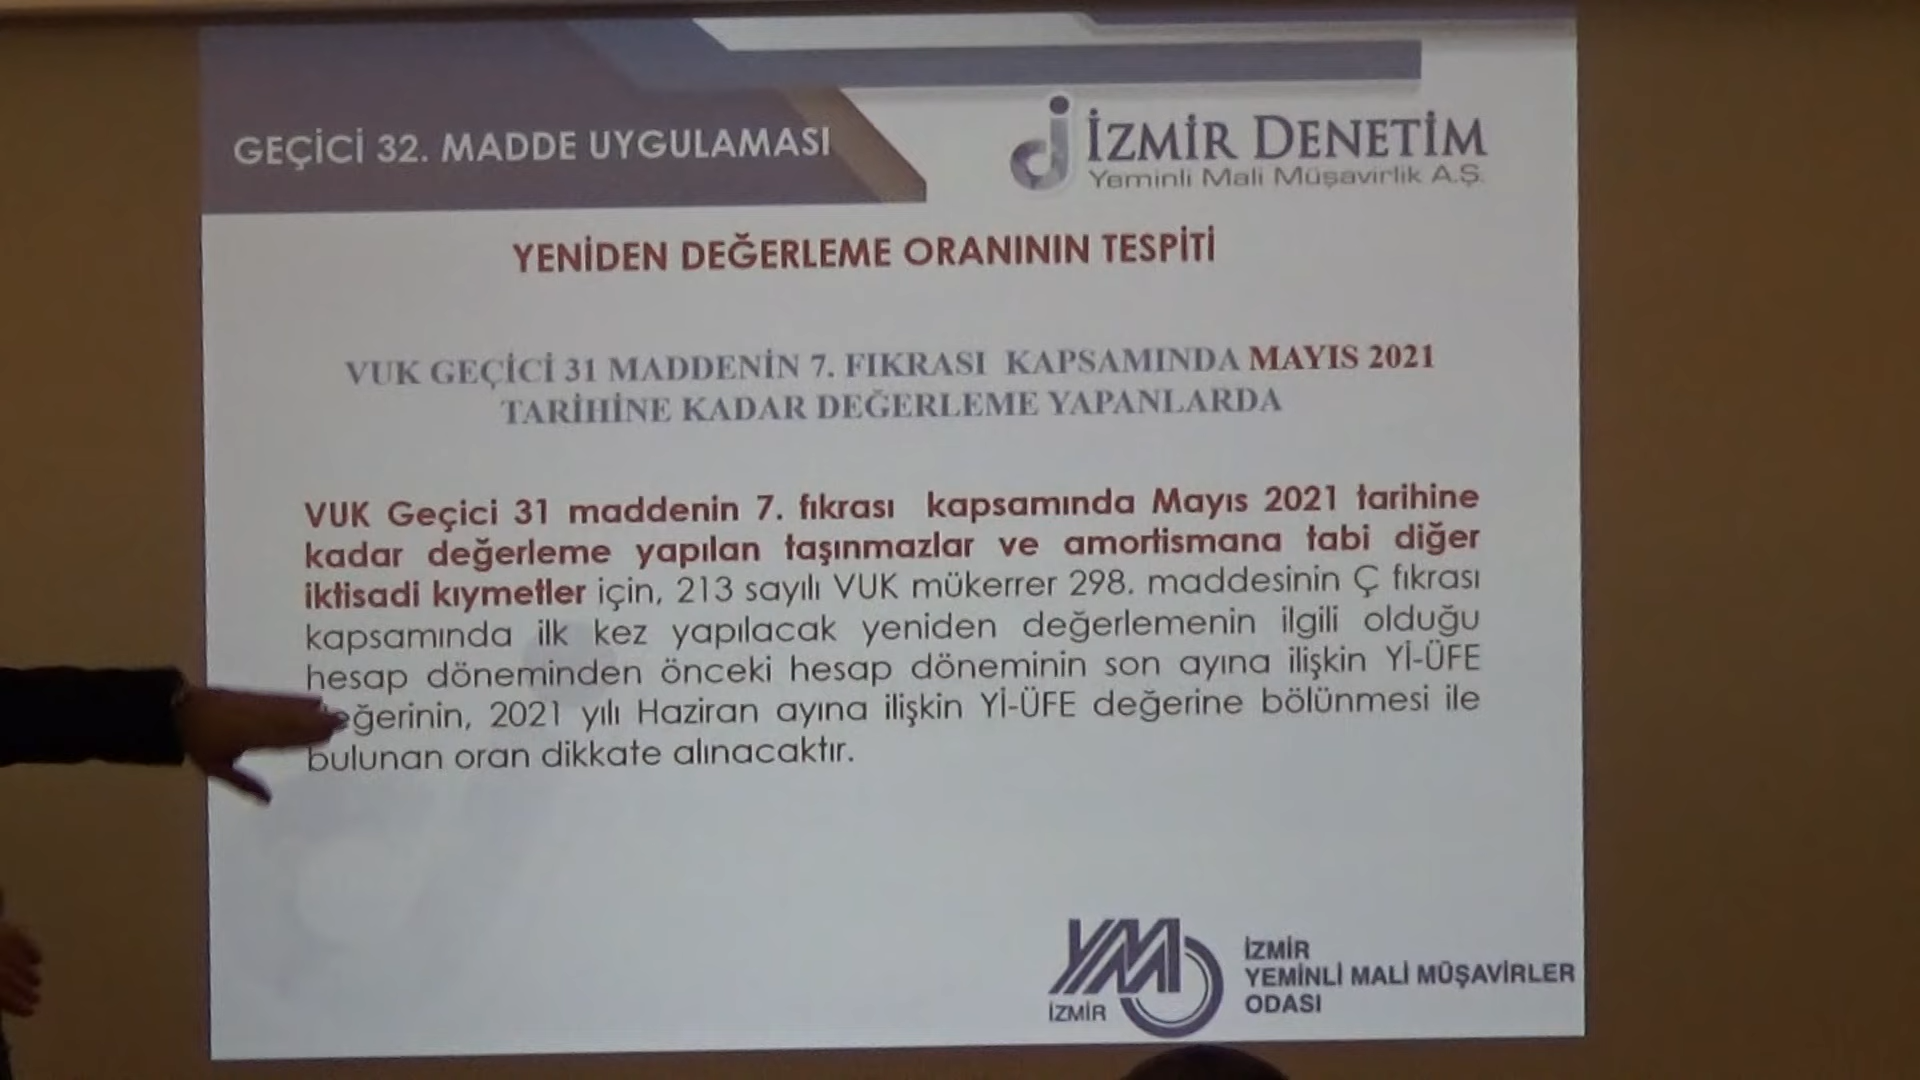 GEÇİCİ 32. MADDE UYGULAMASI
İZMİR DENETİM
Yeminli Mali Müşavirlik A.Ş.
YENİDEN DEĞERLEME ORANININ TESPİTİ
VUK GEÇİCİ 31 MADDENİN 7. FIKRASI KAPSAMINDA MAYIS 2021
TARİHİNE KADAR DEĞERLEME YAPANLARDA
VUK Geçici 31 maddenin 7. fıkrası kapsamında Mayıs 2021 tarihine
kadar değerleme yapılan taşınmazlar ve amortismana tabi diğer
iktisadi kıymetler için, 213 sayılı VUK mükerrer 298. maddesinin Ç fıkrası
kapsamında ilk kez yapılacak yeniden değerlemenin ilgili olduğu
hesap döneminden önceki hesap döneminin son ayına ilişkin Yİ-ÜFE
değerinin, 2021 yılı Haziran ayına ilişkin Yİ-ÜFE değerine bölünmesi ile
bulunan oran dikkate alınacaktır.
YMM
İZMİR
İZMİR
YEMİNLİ MALİ MÜŞAVİRLER
ODASI